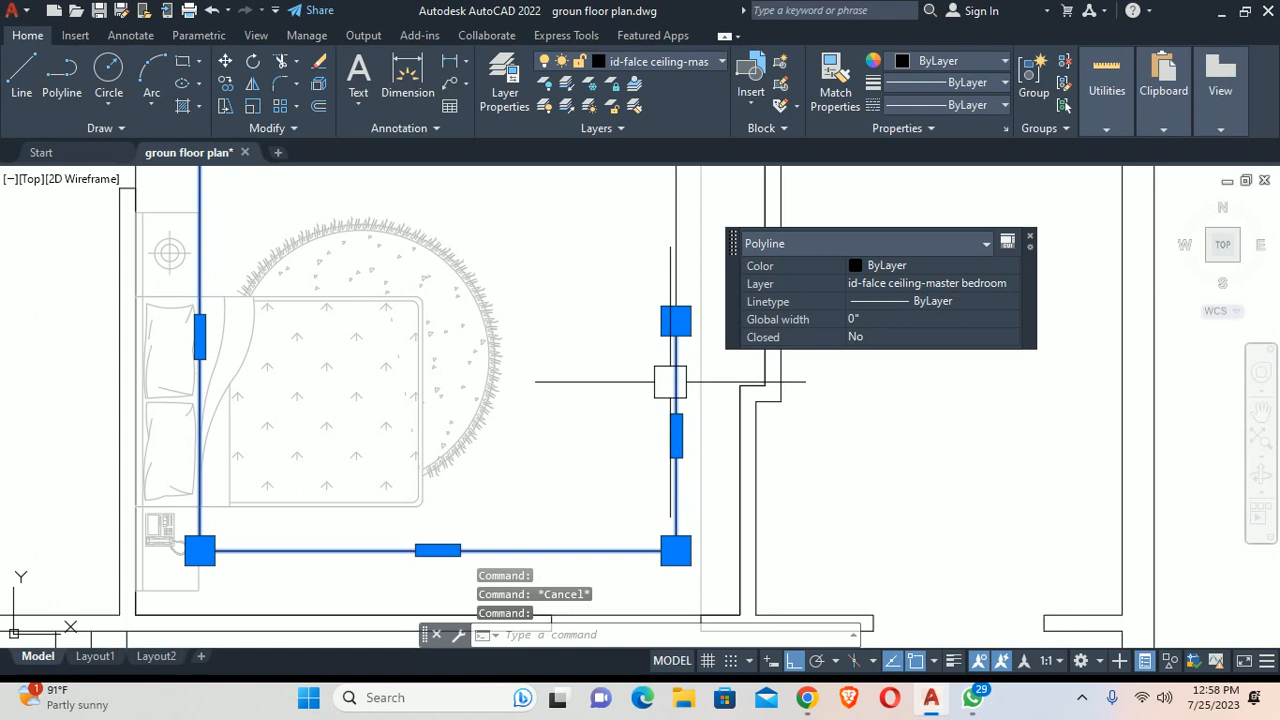 Share
Autodesk AutoCAD 2022 groun floor plan.dwg
Type a keyword or phrase
Sign In
Home Insert Annotate Parametric View Manage Output Add-ins Collaborate Express Tools Featured Apps
id-falce ceiling-mas
ByLayer
ByLayer
ByLayer
Line Polyline Circle Arc Text Dimension Layer Properties Insert Match Properties Group Utilities Clipboard View
Draw Modify Annotation Layers Block Properties Groups
Start groun floor plan*
[−][Top][2D Wireframe]
N
W TOP E
S
WCS
Polyline
Color ByLayer
Layer id-falce ceiling-master bedroom
Linetype ByLayer
Global width 0"
Closed No
Y
X
Command:
Command: *Cancel*
Command:
Type a command
Model Layout1 Layout2
MODEL
1:1
1
91°F
Partly sunny
Search
29
12:58 PM
7/25/2023